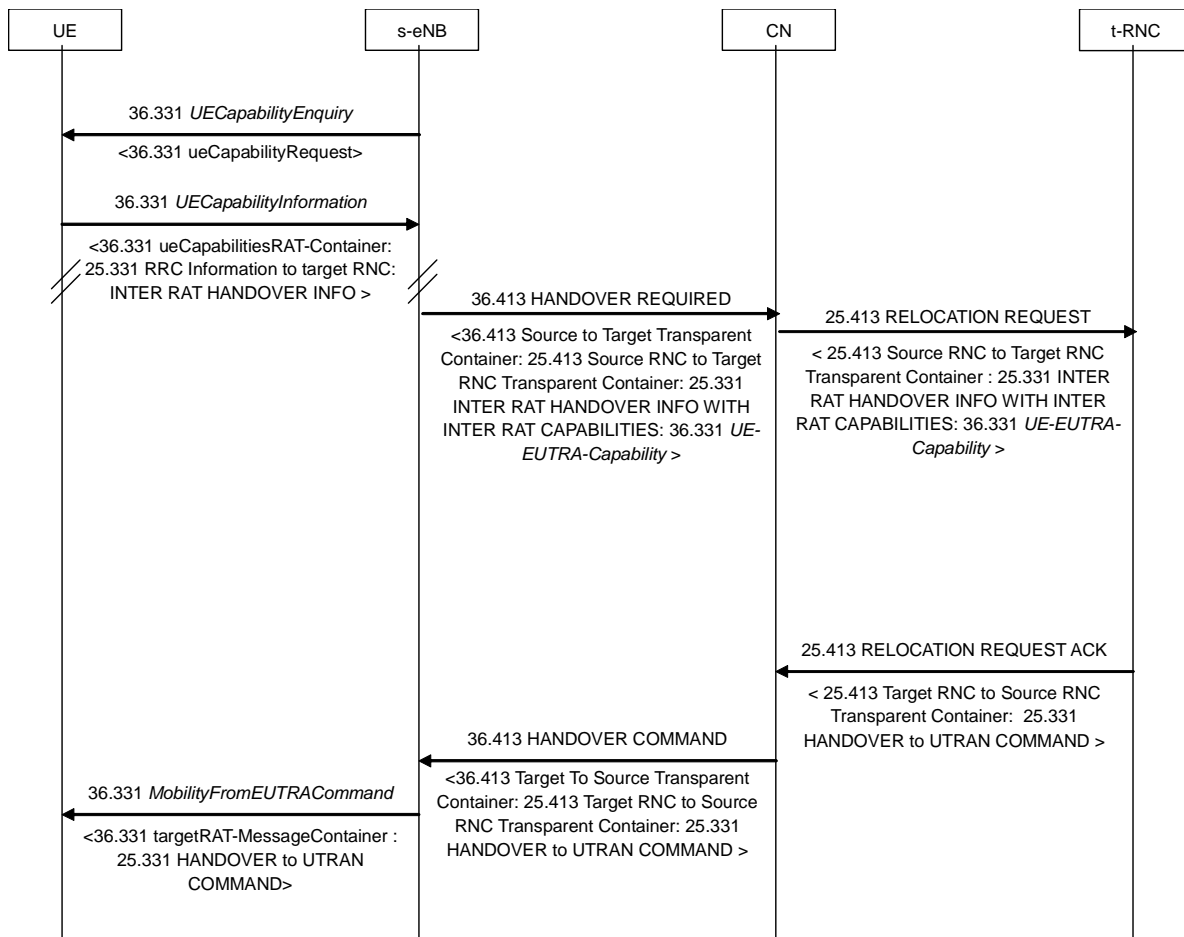 UE
s-eNB
CN
t-RNC
36.331 UECapabilityEnquiry
<36.331 ueCapabilityRequest>
36.331 UECapabilityInformation
<36.331 ueCapabilitiesRAT-Container:
25.331 RRC Information to target RNC:
INTER RAT HANDOVER INFO >
36.413 HANDOVER REQUIRED
<36.413 Source to Target Transparent
Container: 25.413 Source RNC to Target
RNC Transparent Container: 25.331
INTER RAT HANDOVER INFO WITH
INTER RAT CAPABILITIES: 36.331 UE-
EUTRA-Capability >
25.413 RELOCATION REQUEST
< 25.413 Source RNC to Target RNC
Transparent Container : 25.331 INTER
RAT HANDOVER INFO WITH INTER
RAT CAPABILITIES: 36.331 UE-EUTRA-
Capability >
25.413 RELOCATION REQUEST ACK
< 25.413 Target RNC to Source RNC
Transparent Container: 25.331
HANDOVER to UTRAN COMMAND >
36.413 HANDOVER COMMAND
<36.413 Target To Source Transparent
Container: 25.413 Target RNC to Source
RNC Transparent Container: 25.331
HANDOVER to UTRAN COMMAND >
36.331 MobilityFromEUTRACommand
<36.331 targetRAT-MessageContainer :
25.331 HANDOVER to UTRAN
COMMAND>